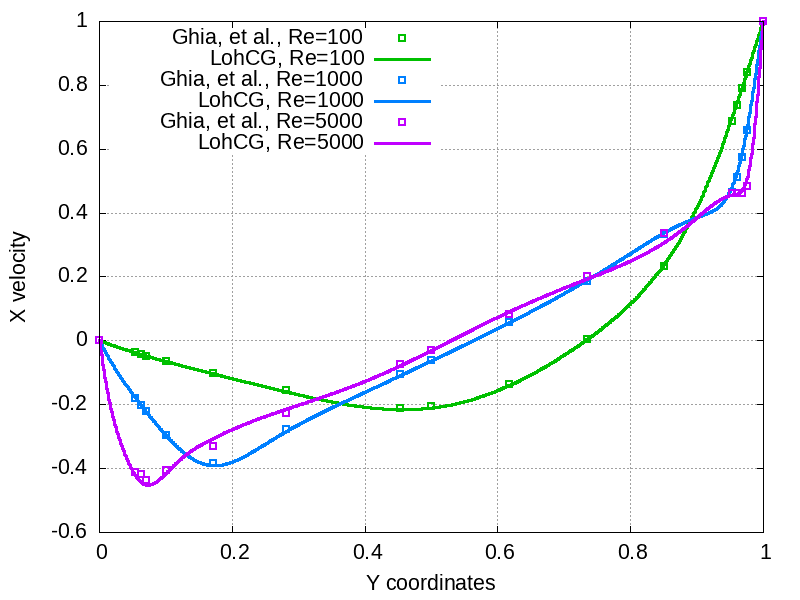 Ghia, et al., Re=100
LohCG, Re=100
Ghia, et al., Re=1000
LohCG, Re=1000
Ghia, et al., Re=5000
LohCG, Re=5000
1
0.8
0.6
0.4
0.2
0
-0.2
-0.4
-0.6
X velocity
0 0.2 0.4 0.6 0.8 1
Y coordinates